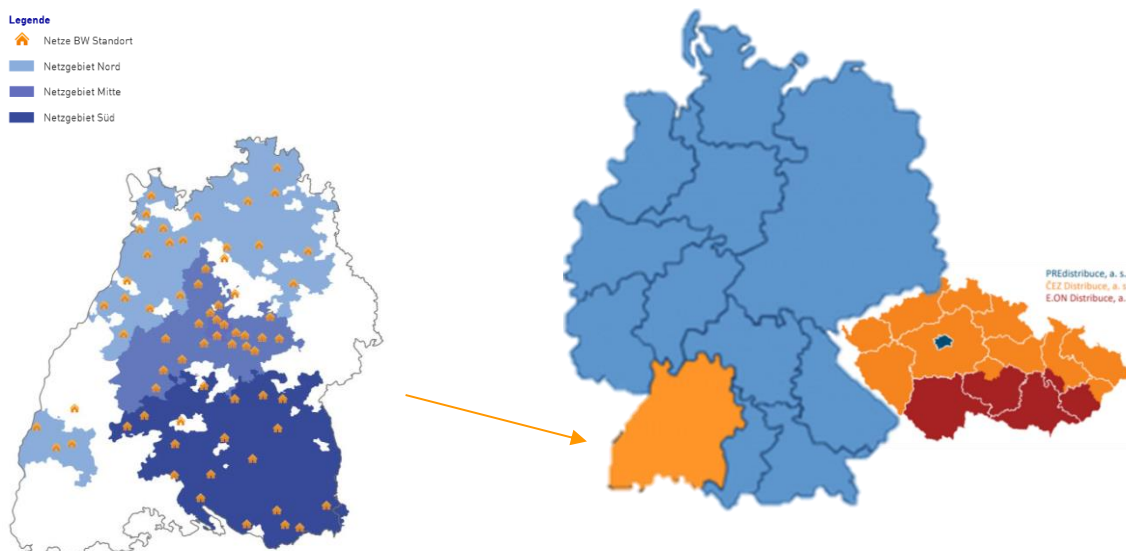 Legende
Netze BW Standort
Netzgebiet Nord
Netzgebiet Mitte
Netzgebiet Süd
PREdistribuce, a. s.
ČEZ Distribuce, a. s
E.ON Distribuce, a.